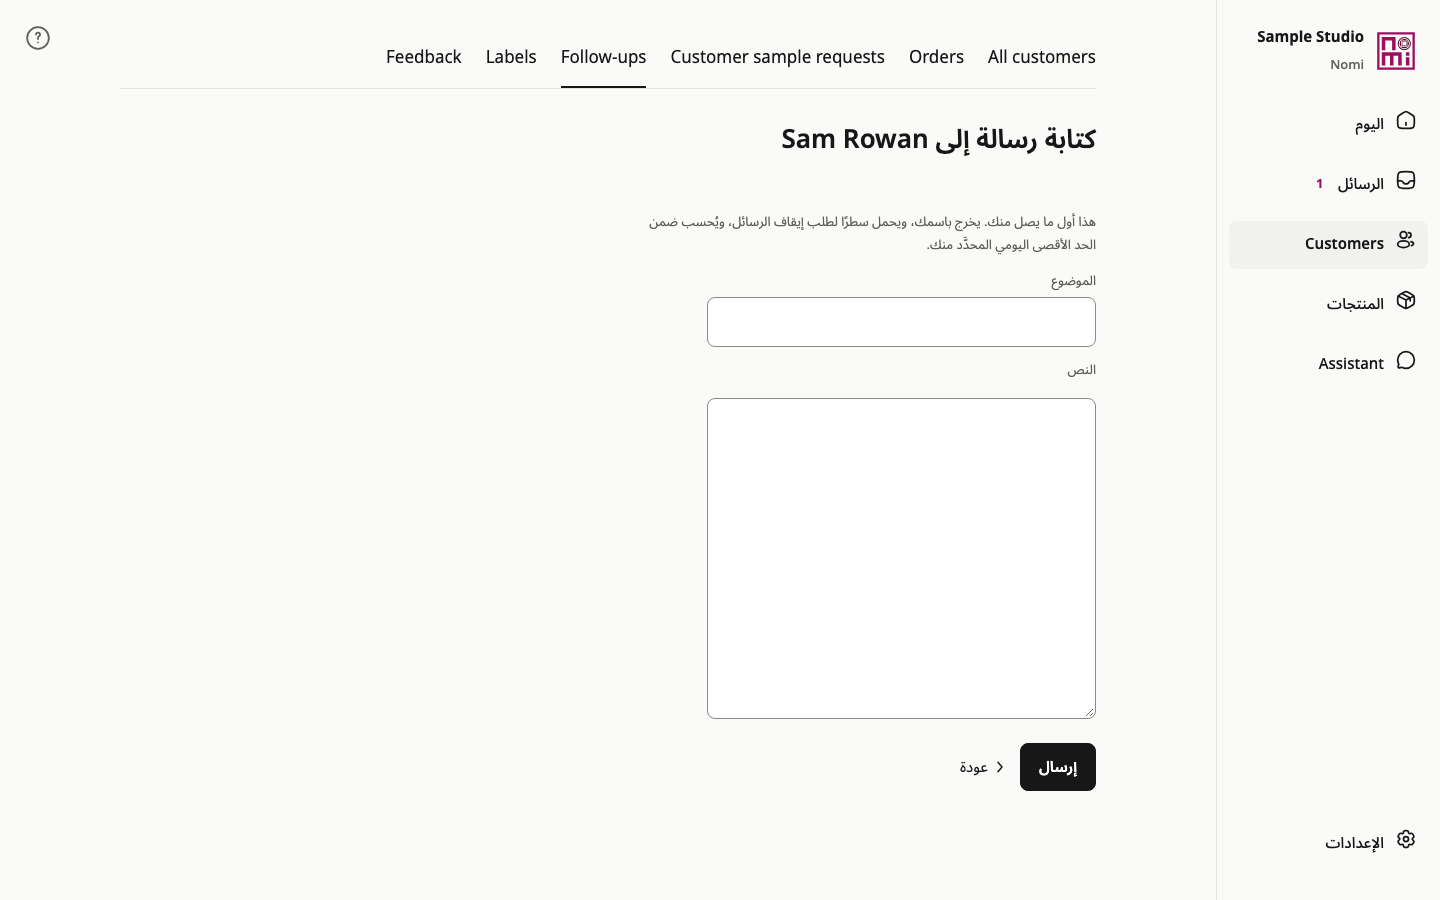 Sample Studio
Nomi
اليوم
الرسائل 1
Customers
المنتجات
Assistant
الإعدادات
All customers
Orders
Customer sample requests
Follow-ups
Labels
Feedback
كتابة رسالة إلى Sam Rowan
هذا أول ما يصل منك. يخرج باسمك، ويحمل سطرًا لطلب إيقاف الرسائل، ويُحسب ضمن
الحد الأقصى اليومي المحدَّد منك.
الموضوع
النص
إرسال
عودة